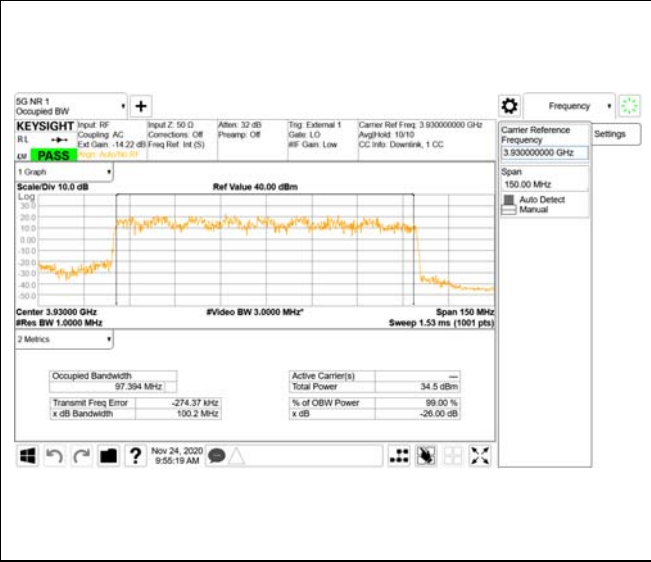 5G NR 1
Occupied BW
Frequency
KEYSIGHT
Input: RF
Input Z: 50 Ω
Atten: 32 dB
Trig: External 1
Carrier Ref Freq: 3.930000000 GHz
RL
Coupling: AC
Corrections: Off
Preamp: Off
Gate: LO
Avg|Hold: 10/10
Ext Gain: -14.22 dB
Freq Ref: Int (S)
#IF Gain: Low
CC Info: Downlink, 1 CC
PASS
Align: Auto/No RF
Carrier Reference
Frequency
3.930000000 GHz
Settings
Span
150.00 MHz
Auto Detect
Manual
1 Graph
Scale/Div 10.0 dB
Ref Value 40.00 dBm
Log
30.0
20.0
10.0
0.00
-10.0
-20.0
-30.0
-40.0
-50.0
Center 3.93000 GHz
#Video BW 3.0000 MHz*
Span 150 MHz
#Res BW 1.0000 MHz
Sweep 1.53 ms (1001 pts)
2 Metrics
Occupied Bandwidth
97.394 MHz
Active Carrier(s)
---
Total Power
34.5 dBm
Transmit Freq Error
-274.37 kHz
% of OBW Power
99.00 %
x dB Bandwidth
100.2 MHz
x dB
-26.00 dB
Nov 24, 2020
9:55:19 AM